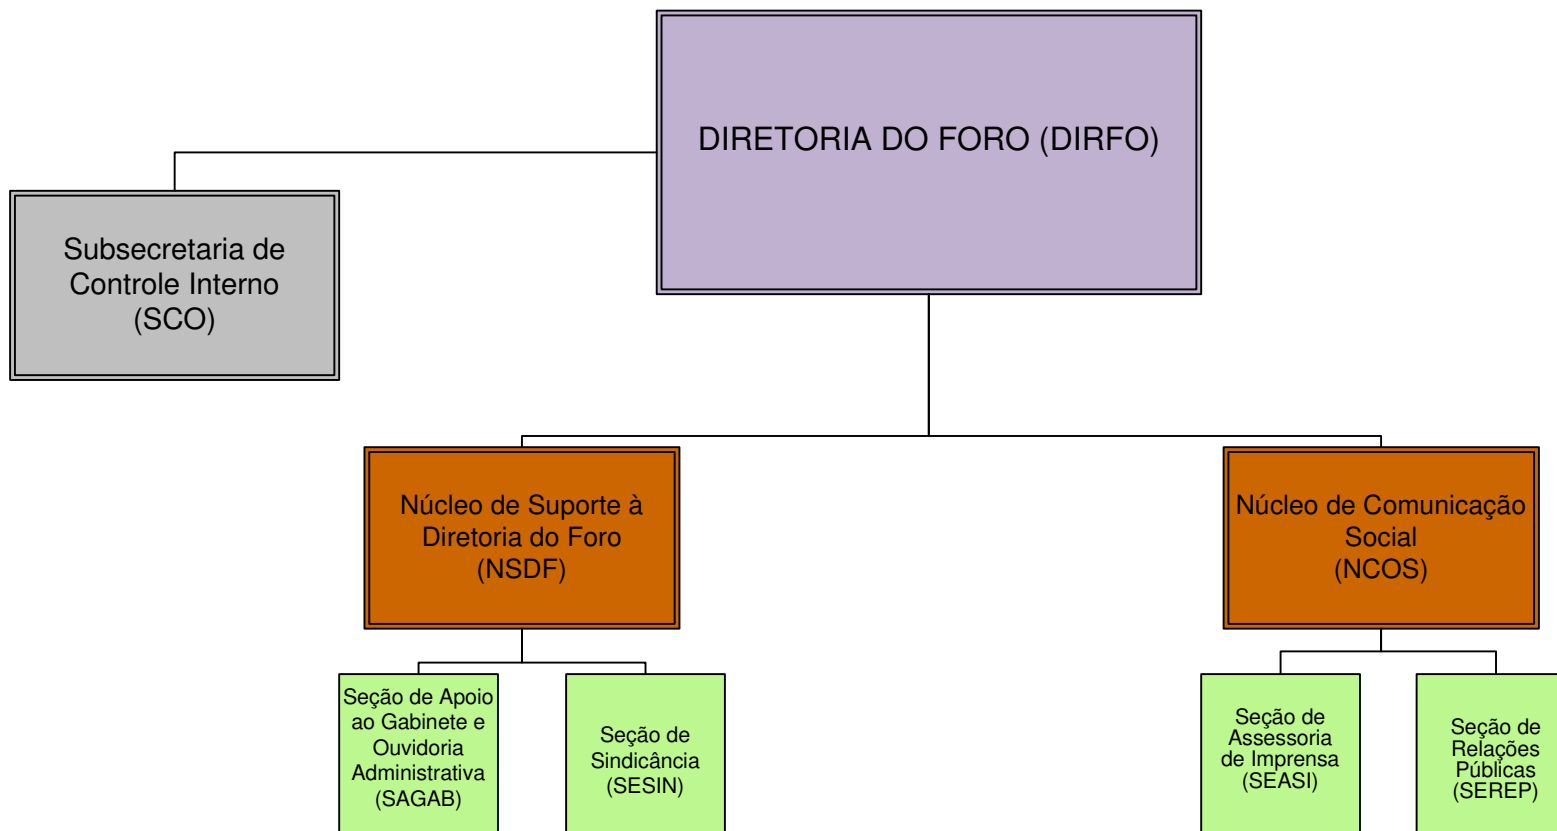 DIRETORIA DO FORO (DIRFO)
Subsecretaria de
Controle Interno
(SCO)
Núcleo de Suporte à
Diretoria do Foro
(NSDF)
Núcleo de Comunicação
Social
(NCOS)
Seção de Apoio
ao Gabinete e
Ouvidoria
Administrativa
(SAGAB)
Seção de
Sindicância
(SESIN)
Seção de
Assessoria
de Imprensa
(SEASI)
Seção de
Relações
Públicas
(SEREP)